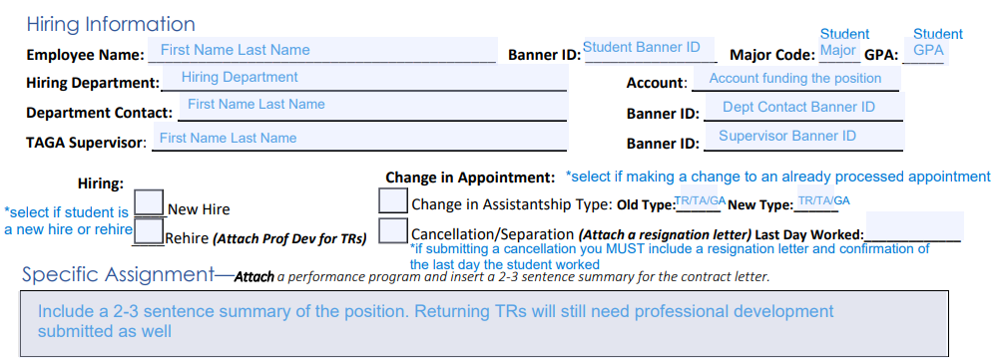 Hiring Information
Student Student
Employee Name: First Name Last Name Banner ID: Student Banner ID Major Code: Major GPA: GPA
Hiring Department: Hiring Department Account: Account funding the position
Department Contact: First Name Last Name Banner ID: Dept Contact Banner ID
TAGA Supervisor: First Name Last Name Banner ID: Supervisor Banner ID
Hiring: Change in Appointment: *select if making a change to an already processed appointment
*select if student is
a new hire or rehire
New Hire Change in Assistantship Type: Old Type: TR/TA/GA New Type: TR/TA/GA
Rehire (Attach Prof Dev for TRs) Cancellation/Separation (Attach a resignation letter) Last Day Worked:
*if submitting a cancellation you MUST include a resignation letter and confirmation of
the last day the student worked
Specific Assignment—Attach a performance program and insert a 2-3 sentence summary for the contract letter.
Include a 2-3 sentence summary of the position. Returning TRs will still need professional development
submitted as well